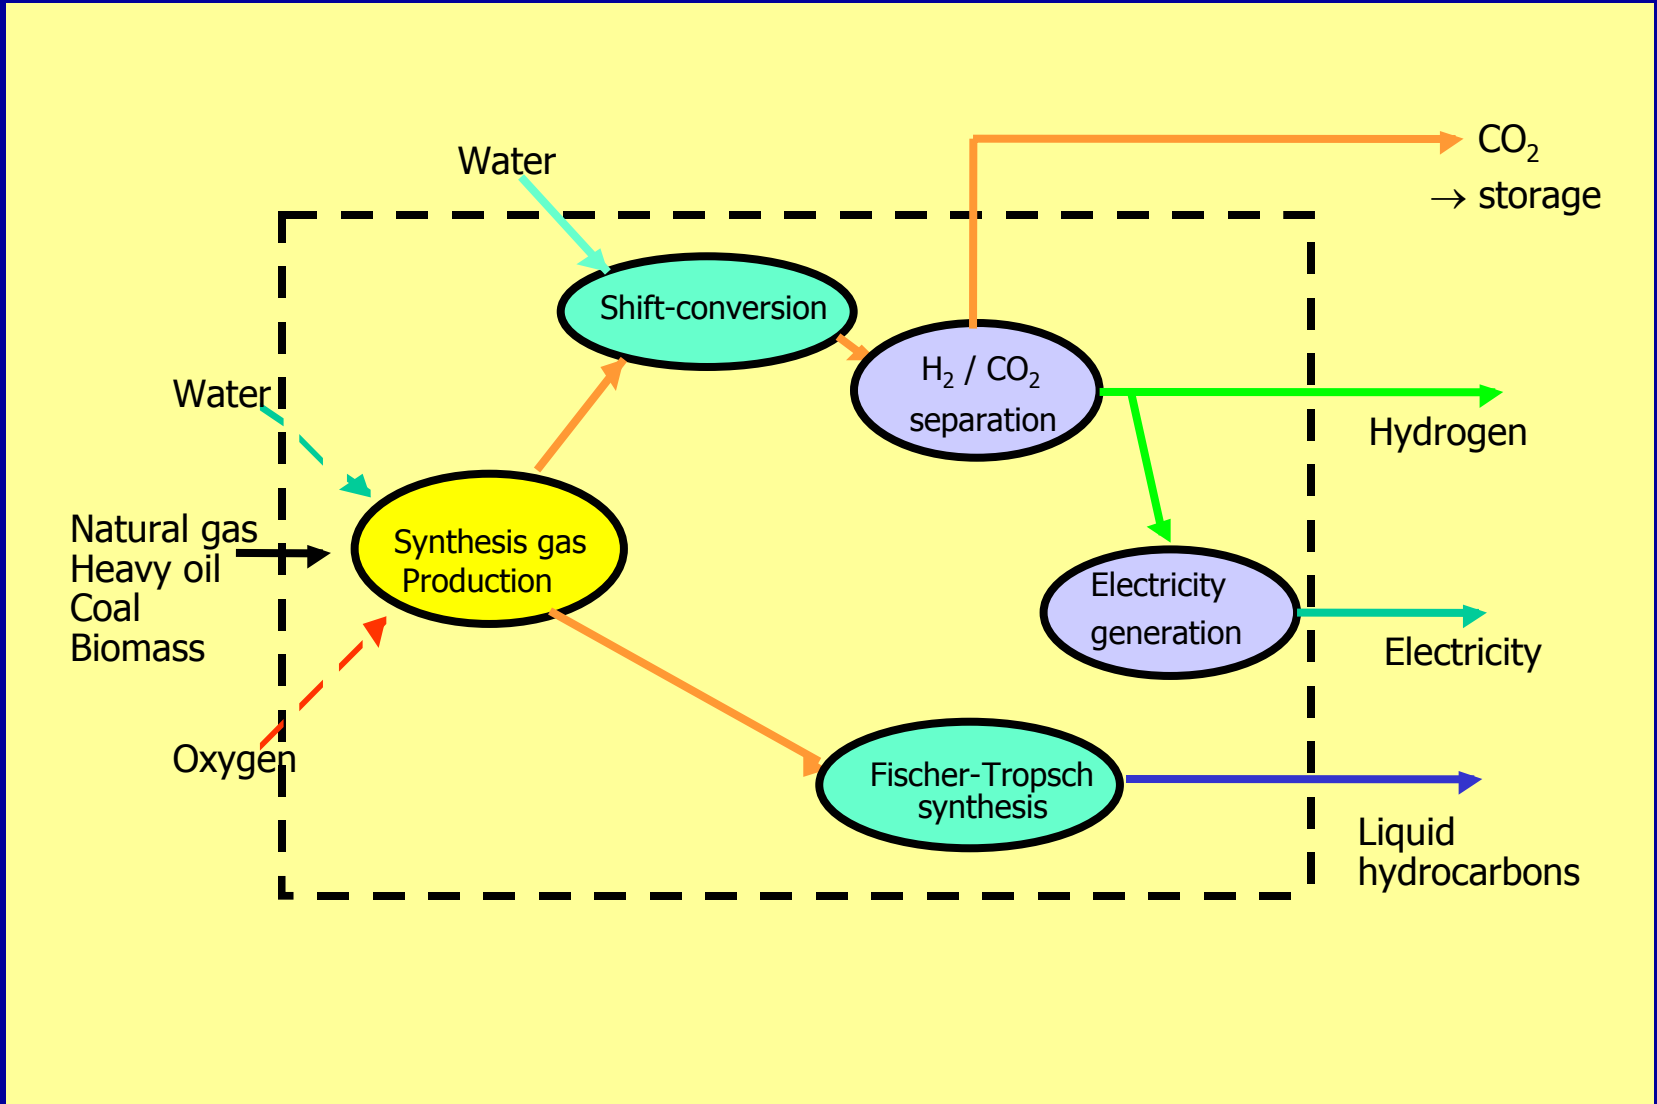 Water
CO₂
→ storage
Shift-conversion
H₂ / CO₂
separation
Water
Hydrogen
Natural gas
Heavy oil
Coal
Biomass
Synthesis gas
Production
Electricity
generation
Electricity
Oxygen
Fischer-Tropsch
synthesis
Liquid
hydrocarbons